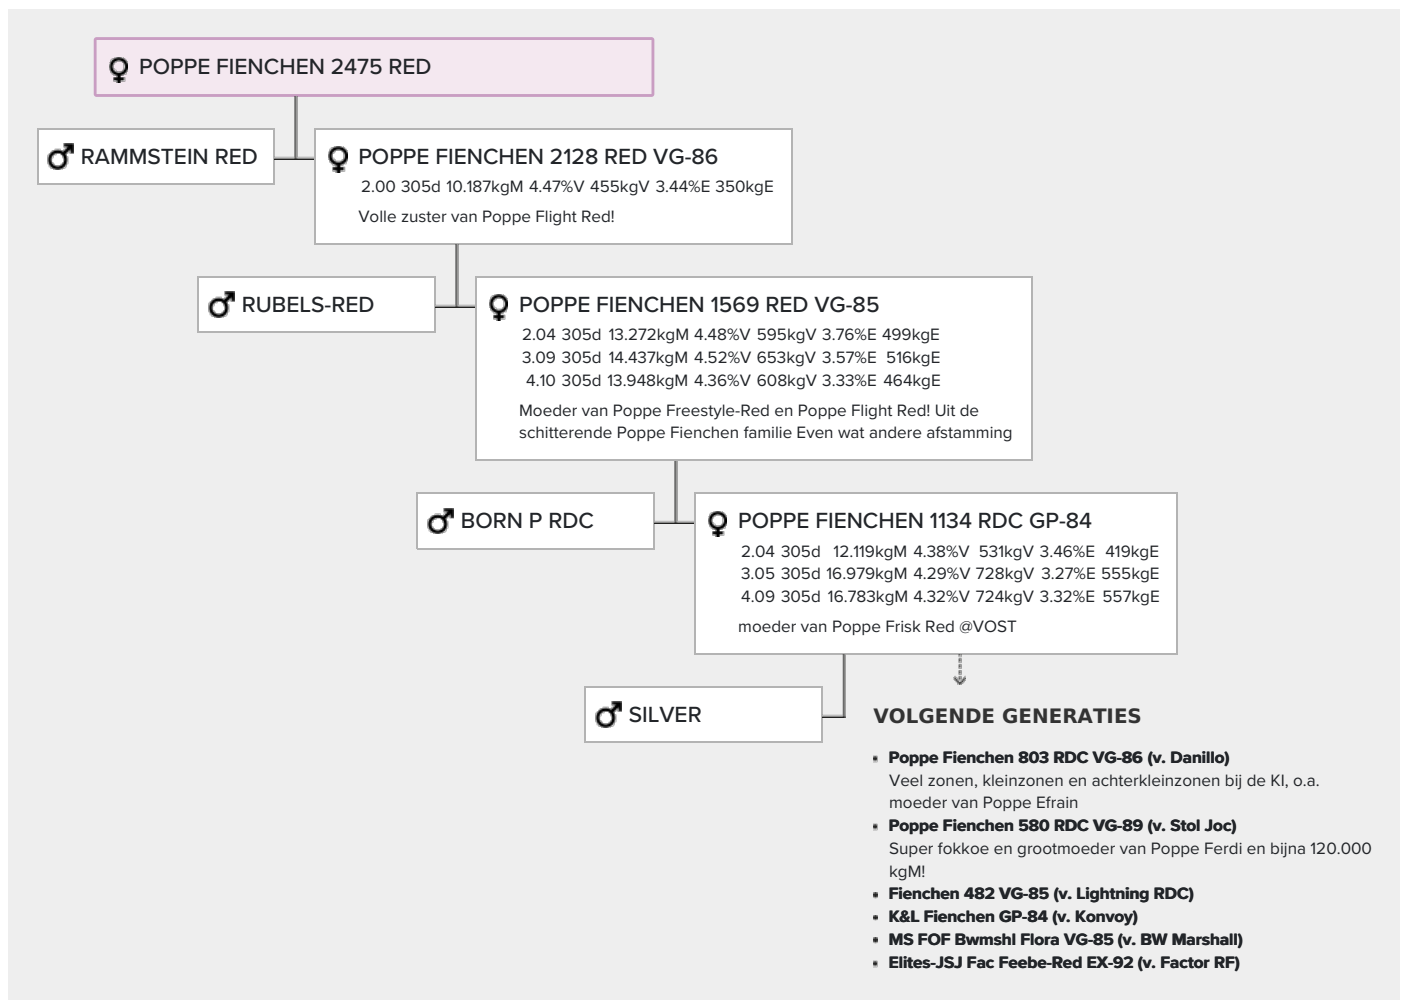 POPPE FIENCHEN 2475 RED
RAMMSTEIN RED
POPPE FIENCHEN 2128 RED VG-86
2.00 305d 10.187kgM 4.47%V 455kgV 3.44%E 350kgE
Volle zuster van Poppe Flight Red!
RUBELS-RED
POPPE FIENCHEN 1569 RED VG-85
2.04 305d 13.272kgM 4.48%V 595kgV 3.76%E 499kgE
3.09 305d 14.437kgM 4.52%V 653kgV 3.57%E 516kgE
4.10 305d 13.948kgM 4.36%V 608kgV 3.33%E 464kgE
Moeder van Poppe Freestyle-Red en Poppe Flight Red! Uit de
schitterende Poppe Fienchen familie Even wat andere afstamming
BORN P RDC
POPPE FIENCHEN 1134 RDC GP-84
2.04 305d 12.119kgM 4.38%V 531kgV 3.46%E 419kgE
3.05 305d 16.979kgM 4.29%V 728kgV 3.27%E 555kgE
4.09 305d 16.783kgM 4.32%V 724kgV 3.32%E 557kgE
moeder van Poppe Frisk Red @VOST
SILVER
VOLGENDE GENERATIES
Poppe Fienchen 803 RDC VG-86 (v. Danillo)
Veel zonen, kleinzonen en achterkleinzonen bij de KI, o.a.
moeder van Poppe Efrain
Poppe Fienchen 580 RDC VG-89 (v. Stol Joc)
Super fokkoe en grootmoeder van Poppe Ferdi en bijna 120.000
kgM!
Fienchen 482 VG-85 (v. Lightning RDC)
K&L Fienchen GP-84 (v. Konvoy)
MS FOF Bwmshl Flora VG-85 (v. BW Marshall)
Elites-JSJ Fac Feebe-Red EX-92 (v. Factor RF)